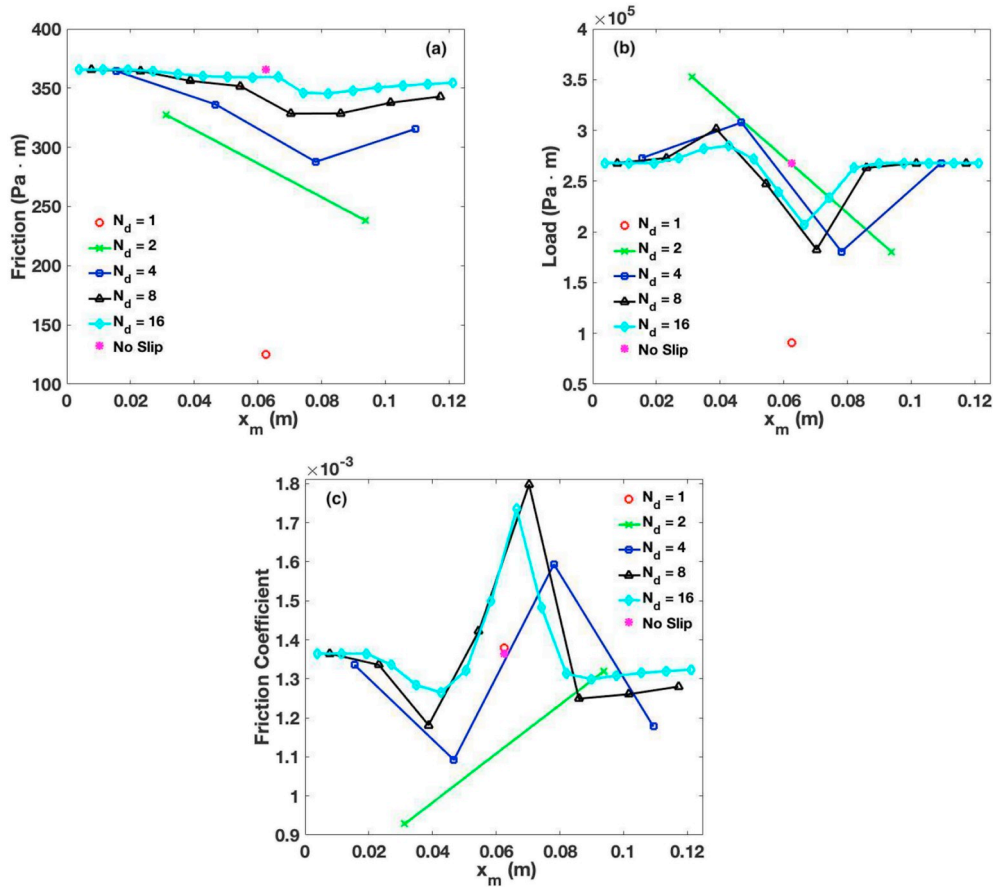 (a)
Friction (Pa · m)
400
350
300
250
200
150
100
N_d = 1
N_d = 2
N_d = 4
N_d = 8
N_d = 16
No Slip
0 0.02 0.04 0.06 0.08 0.1 0.12
x_m (m)
×10^5
(b)
Load (Pa · m)
4
3.5
3
2.5
2
1.5
1
0.5
N_d = 1
N_d = 2
N_d = 4
N_d = 8
N_d = 16
No Slip
0 0.02 0.04 0.06 0.08 0.1 0.12
x_m (m)
×10^-3
(c)
Friction Coefficient
1.8
1.7
1.6
1.5
1.4
1.3
1.2
1.1
1
0.9
N_d = 1
N_d = 2
N_d = 4
N_d = 8
N_d = 16
No Slip
0 0.02 0.04 0.06 0.08 0.1 0.12
x_m (m)